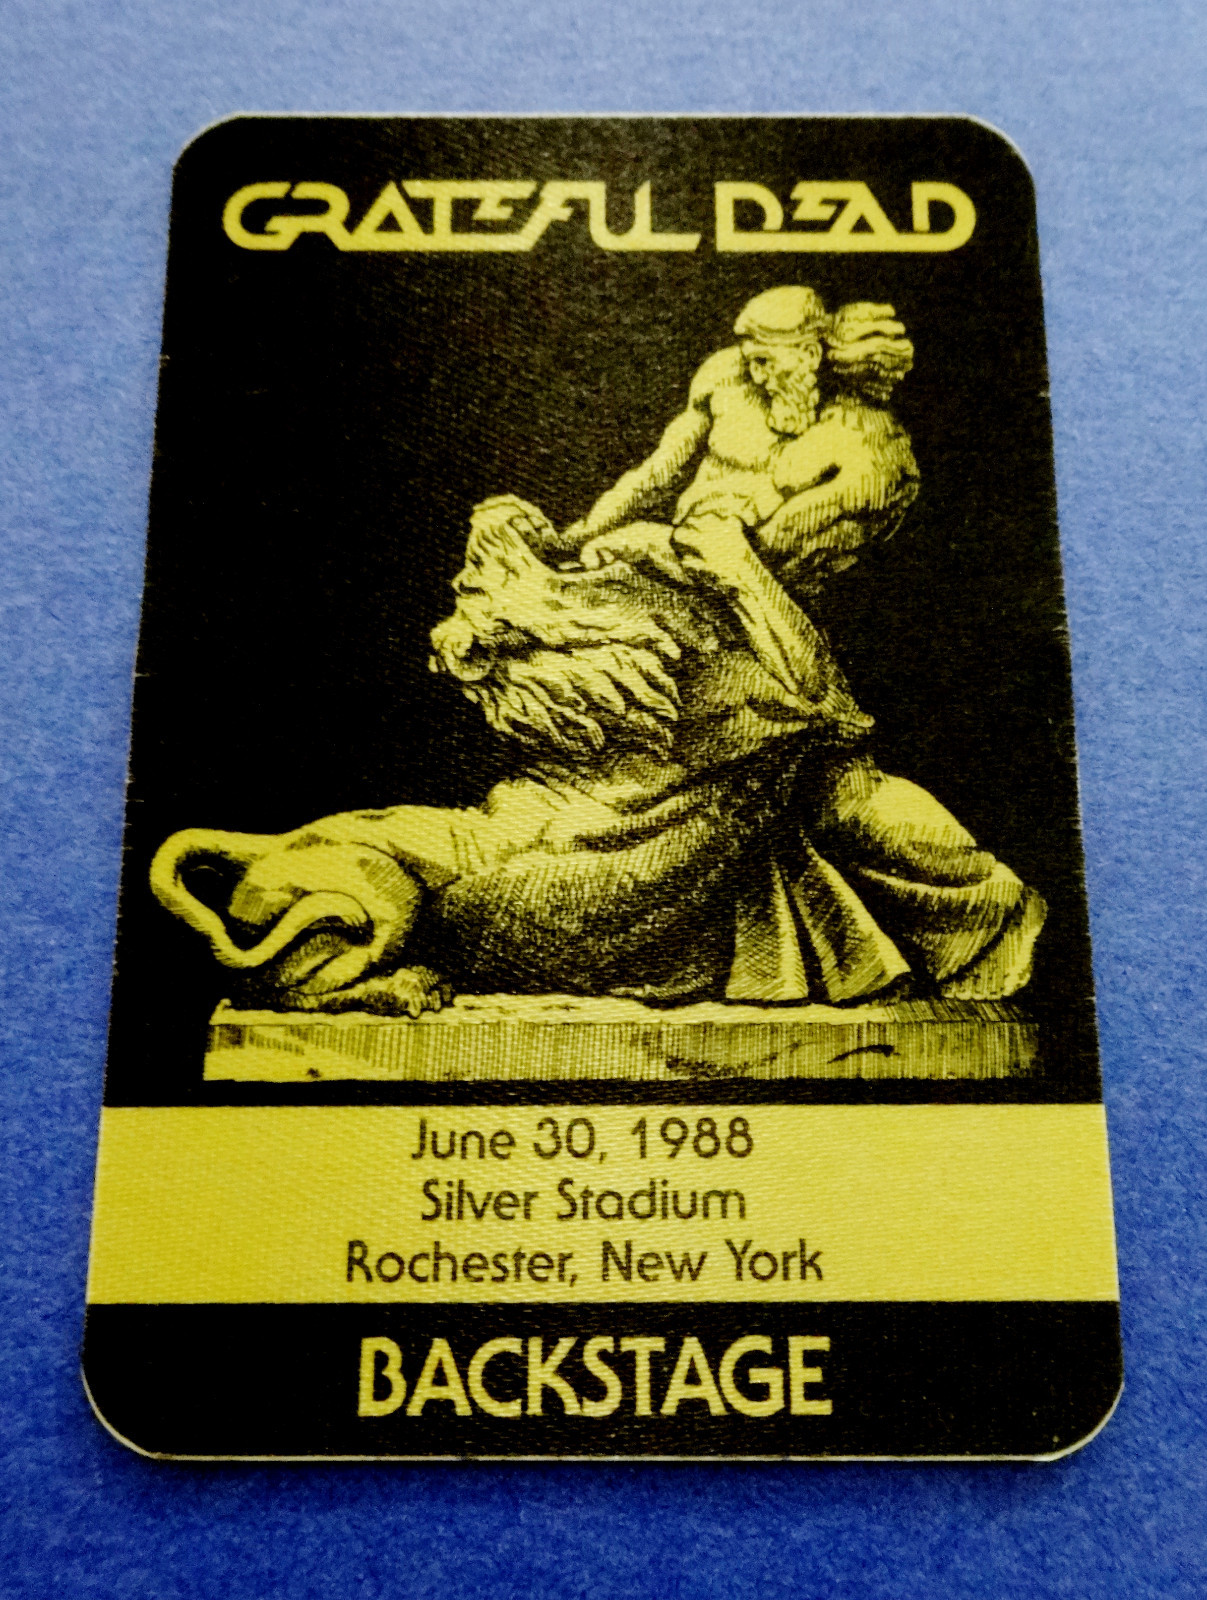 GRATEFUL DEAD
June 30, 1988
Silver Stadium
Rochester, New York
BACKSTAGE